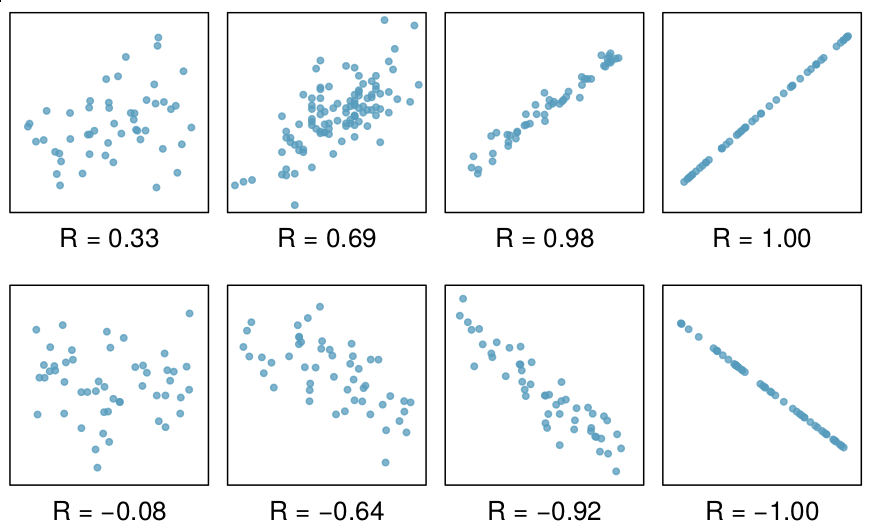 R = 0.33
R = 0.69
R = 0.98
R = 1.00
R = −0.08
R = −0.64
R = −0.92
R = −1.00